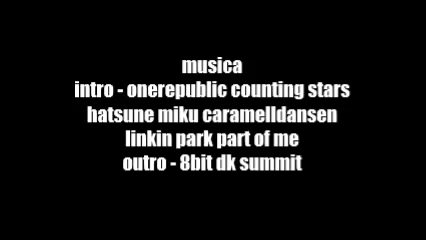 musica
intro - onerepublic counting stars
hatsune miku caramelldansen
linkin park part of me
outro - 8bit dk summit